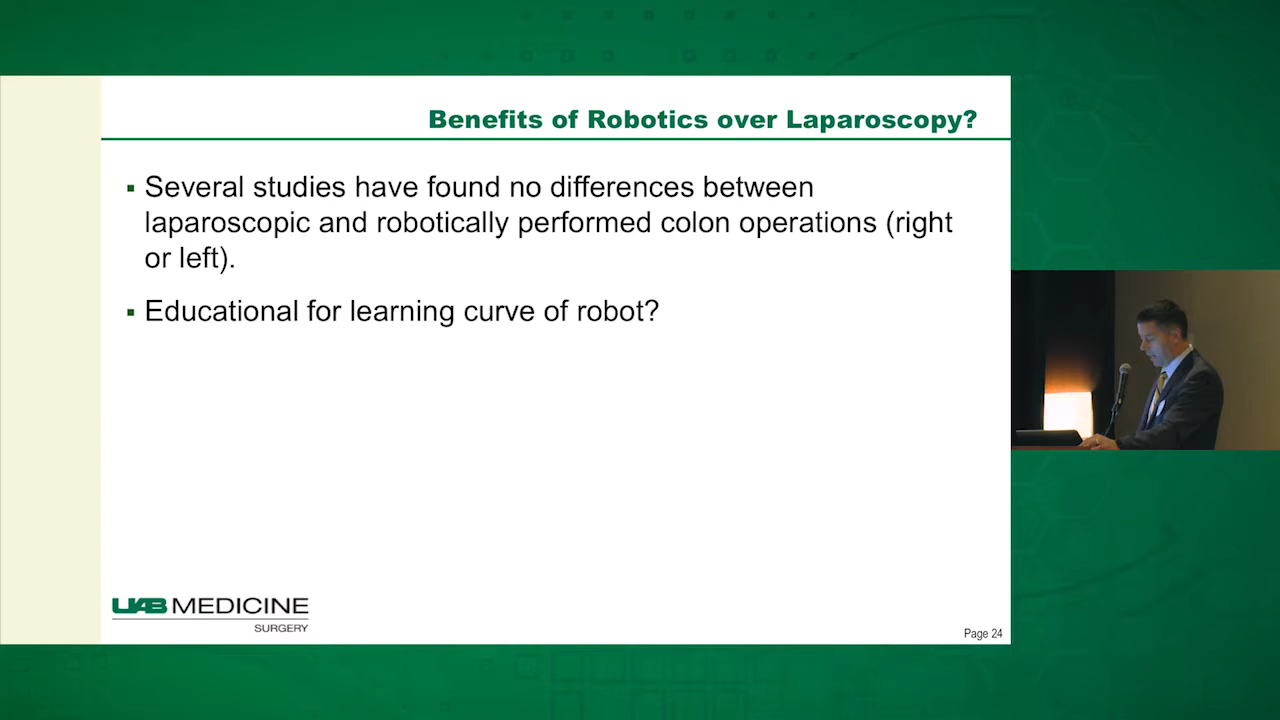 Benefits of Robotics over Laparoscopy?
▪ Several studies have found no differences between
laparoscopic and robotically performed colon operations (right
or left).
▪ Educational for learning curve of robot?
UAB MEDICINE
SURGERY
Page 24